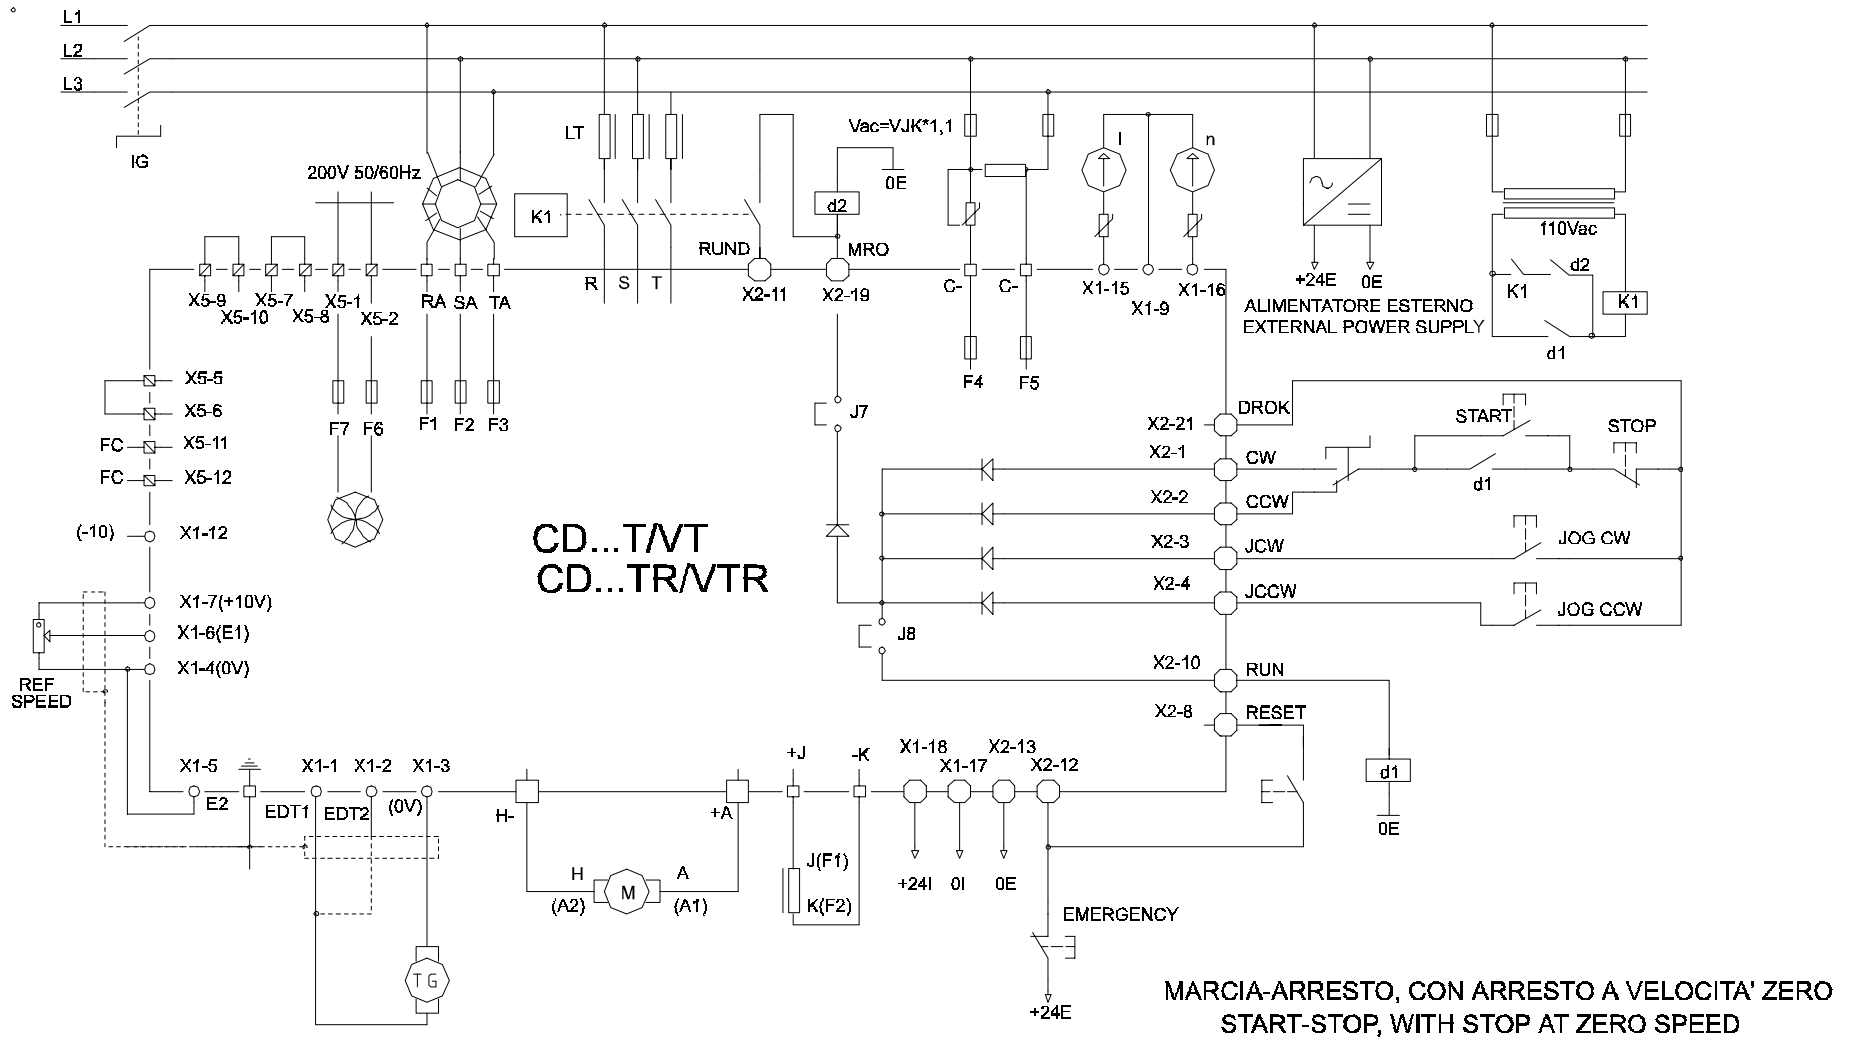 L1
L2
L3
IG
200V 50/60Hz
LT
K1
RUND
MRO
d2
0E
Vac=VJK*1,1
I
n
+24E
0E
ALIMENTATORE ESTERNO
EXTERNAL POWER SUPPLY
110Vac
K1
d2
K1
d1
X5-9
X5-10
X5-7
X5-8
X5-1
X5-2
RA
SA
TA
R
S
T
X2-11
X2-19
C-
C-
X1-15
X1-9
X1-16
F4
F5
X5-5
X5-6
FC
X5-11
FC
X5-12
F7
F6
F1
F2
F3
J7
X2-21
DROK
START
STOP
X2-1
CW
d1
X2-2
CCW
(-10)
X1-12
CD...T/VT
CD...TR/VTR
X2-3
JCW
JOG CW
X2-4
JCCW
JOG CCW
X1-7(+10V)
X1-6(E1)
X1-4(0V)
REF
SPEED
J8
X2-10
RUN
X2-8
RESET
X1-5
E2
X1-1
EDT1
X1-2
EDT2
X1-3
(0V)
H-
+A
+J
-K
X1-18
X1-17
X2-13
X2-12
d1
0E
H
(A2)
M
A
(A1)
J(F1)
K(F2)
+24I
0I
0E
EMERGENCY
TG
+24E
MARCIA-ARRESTO, CON ARRESTO A VELOCITA' ZERO
START-STOP, WITH STOP AT ZERO SPEED